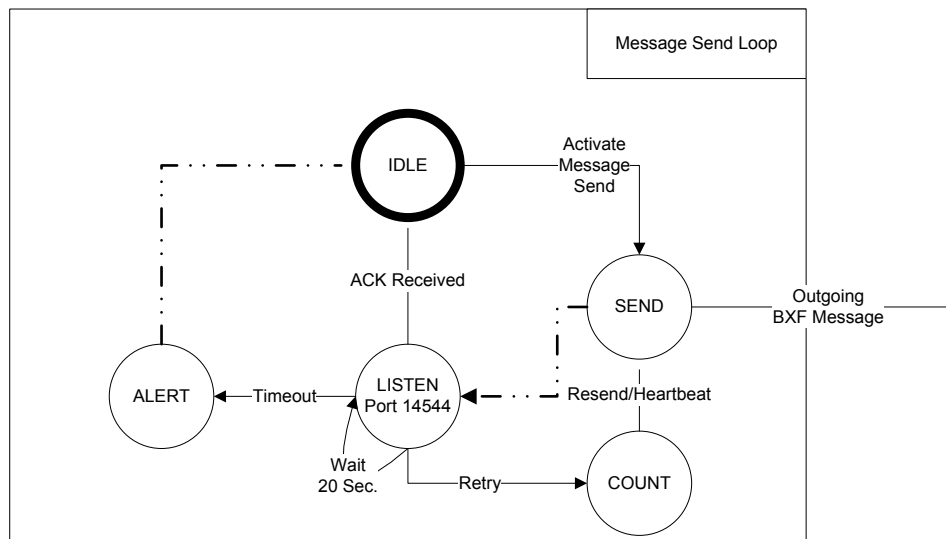 Message Send Loop
IDLE
Activate
Message
Send
ACK Received
SEND
Outgoing
BXF Message
ALERT
Timeout
LISTEN
Port 14544
Resend/Heartbeat
Wait
20 Sec.
Retry
COUNT